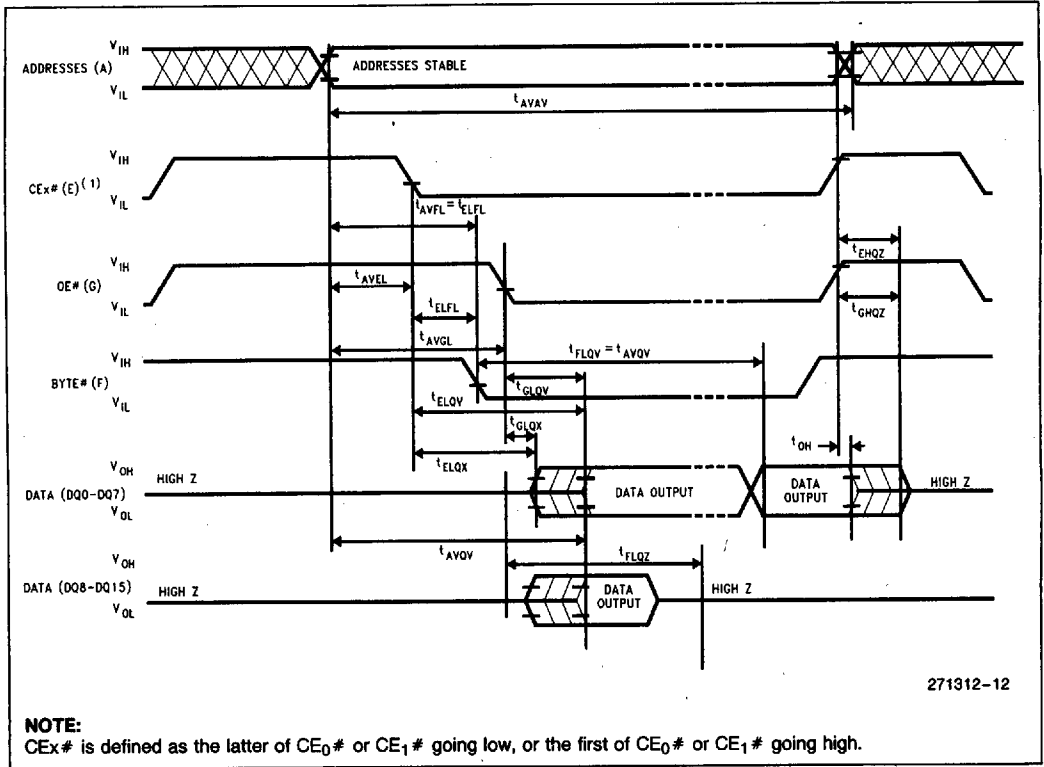 V_IH
ADDRESSES (A)
V_IL
ADDRESSES STABLE
t_AVAV
V_IH
CEx# (E)^(1)
V_IL
t_AVFL = t_ELFL
t_EHQZ
V_IH
OE# (G)
V_IL
t_AVEL
t_ELFL
t_GHQZ
t_AVGL
V_IH
BYTE# (F)
V_IL
t_FLQV = t_AVQV
t_GLQV
t_ELQV
t_GLQX
t_ELQX
t_OH
V_OH
DATA (DQ0-DQ7)
V_OL
HIGH Z
DATA OUTPUT
DATA
OUTPUT
HIGH Z
t_AVQV
t_FLQZ
V_OH
DATA (DQ8-DQ15)
V_OL
HIGH Z
DATA
OUTPUT
HIGH Z
271312-12
NOTE:
CEx# is defined as the latter of CE₀# or CE₁# going low, or the first of CE₀# or CE₁# going high.